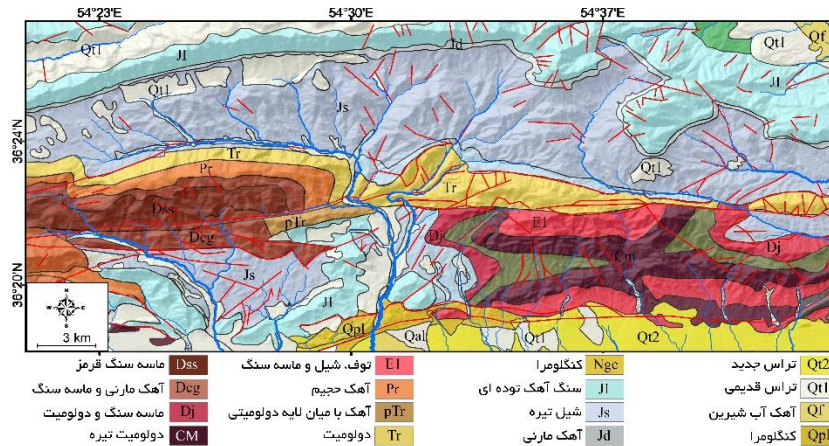 54°23'E 54°30'E 54°37'E
36°24'N
36°20'N
Qt1 Jl Jd Qt1 Qf
Qt1 Js Jl
Tr Qt1
Pr Tr
Dss pTr E1
Dcg Dj Cm Dj
Js
Jl
Qpl Qal Qt1 Qt2
N
W E
S
3 km
ماسه سنگ قرمز Dss توف، شیل و ماسه سنگ E1 کنگلومرا Ngc تراس جدید Qt2
آهک مارنی و ماسه سنگ Dcg آهک حجیم Pr سنگ آهک توده ای Jl تراس قدیمی Qt1
ماسه سنگ و دولومیت Dj آهک با میان لایه دولومیتی pTr شیل تیره Js آهک آب شیرین Qf
دولومیت تیره CM دولومیت Tr آهک مارنی Jd کنگلومرا Qpl